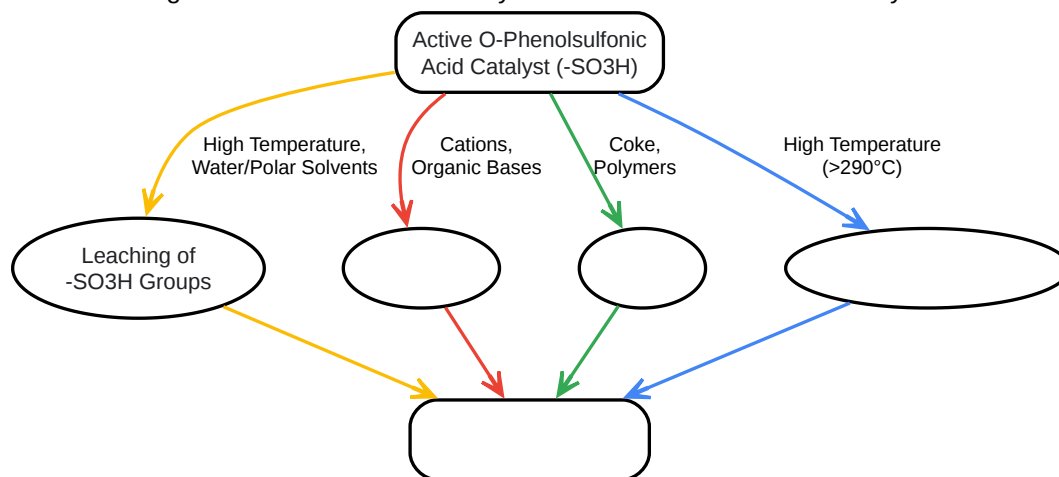 Active O-Phenolsulfonic
Acid Catalyst (-SO3H)
High Temperature,
Water/Polar Solvents
Cations,
Organic Bases
Coke,
Polymers
High Temperature
(>290°C)
Leaching of
-SO3H Groups